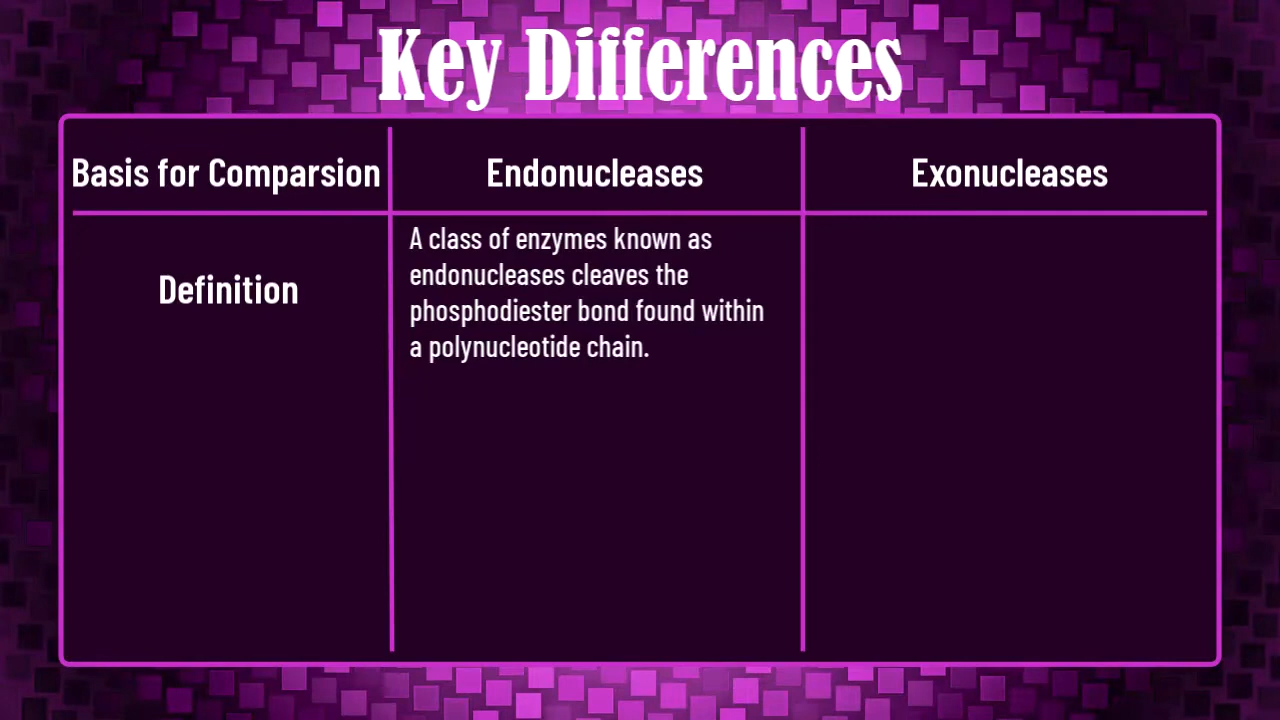 Key Differences
Basis for Comparsion
Endonucleases
Exonucleases
Definition
A class of enzymes known as
endonucleases cleaves the
phosphodiester bond found within
a polynucleotide chain.